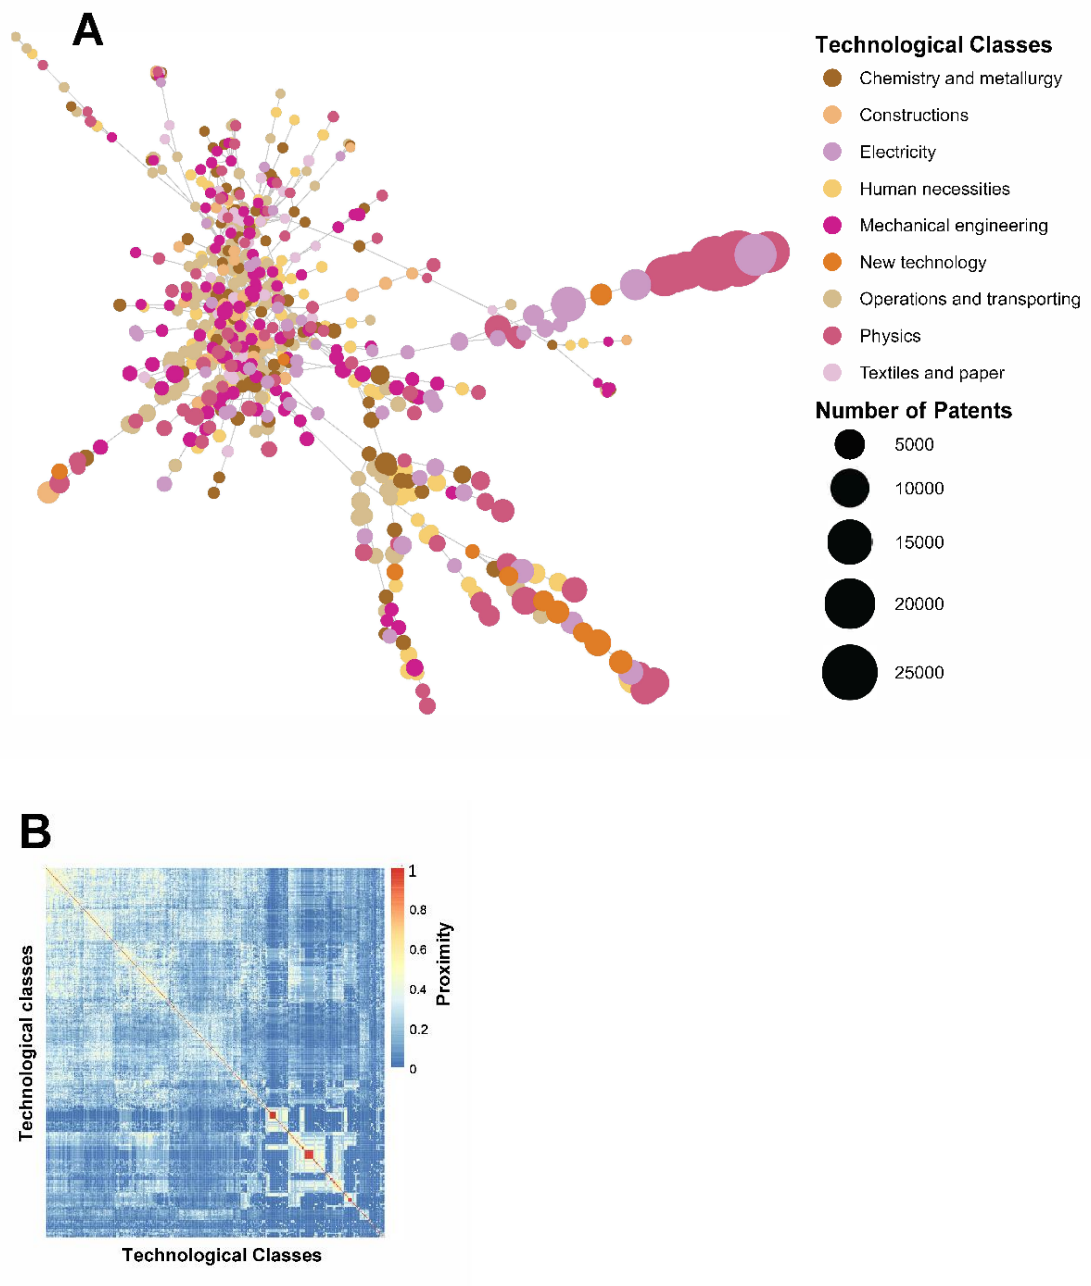 A
Technological Classes
Chemistry and metallurgy
Constructions
Electricity
Human necessities
Mechanical engineering
New technology
Operations and transporting
Physics
Textiles and paper
Number of Patents
5000
10000
15000
20000
25000
B
1
0.8
0.6
0.4
0.2
0
Proximity
Technological classes
Technological Classes